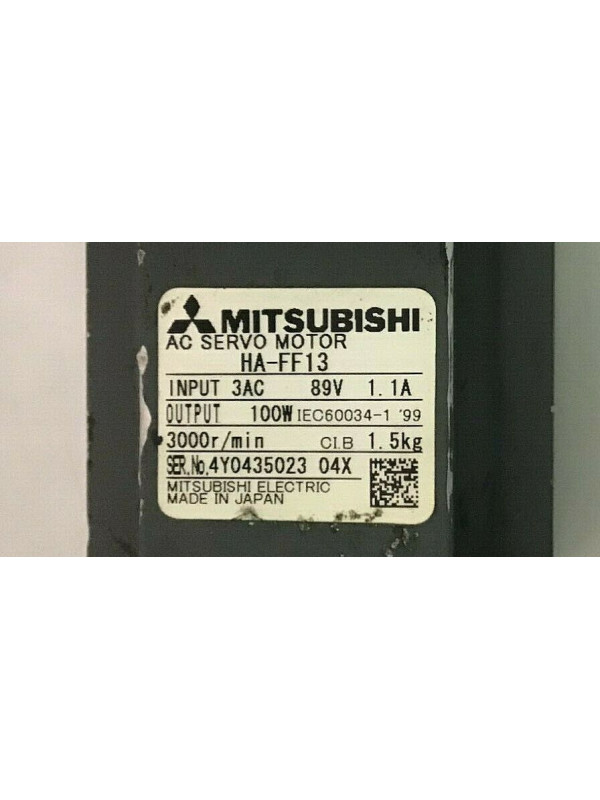 MITSUBISHI
AC SERVO MOTOR
HA-FF13
INPUT 3AC 89V 1.1A
OUTPUT 100W IEC60034-1 '99
3000r/min CI.B 1.5kg
SER.No.4Y0435023 04X
MITSUBISHI ELECTRIC
MADE IN JAPAN